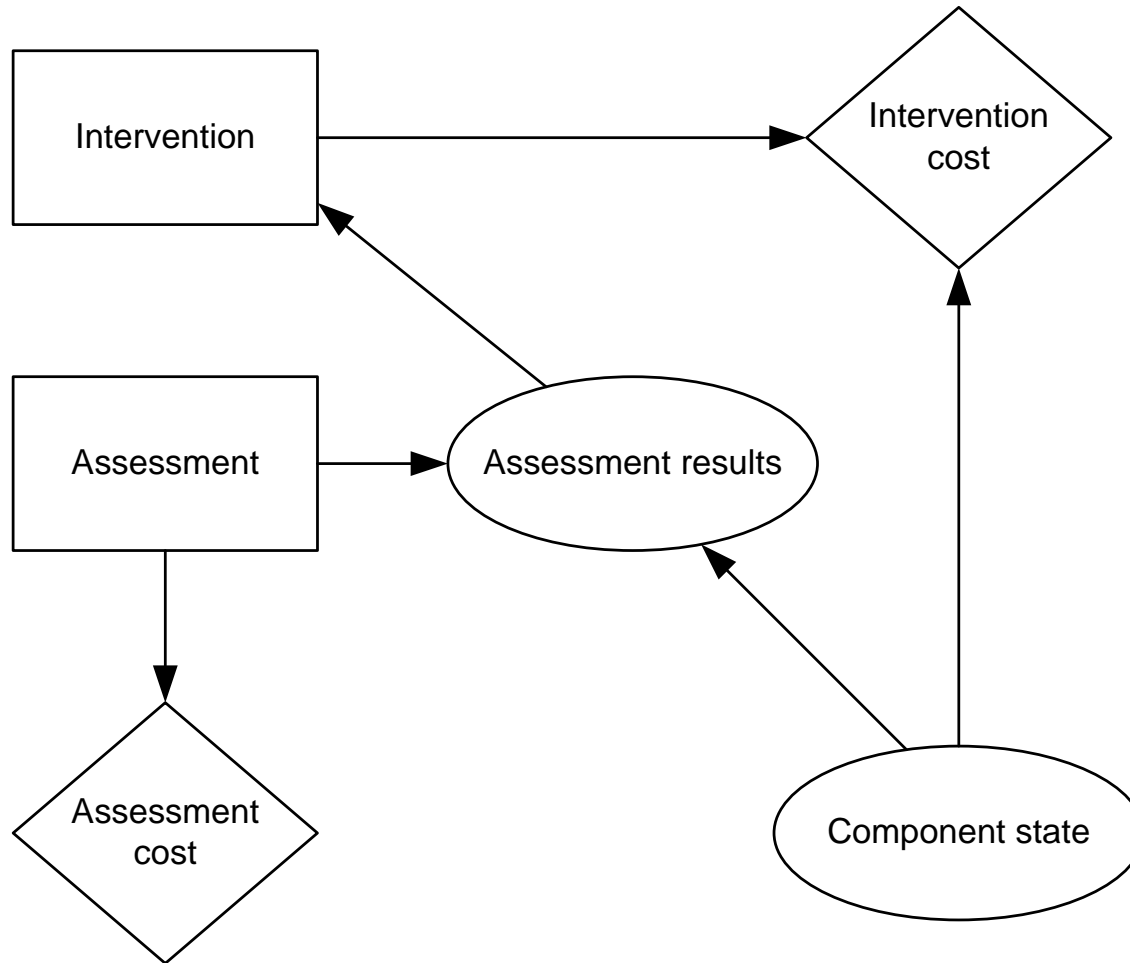 Intervention
Intervention
cost
Assessment
Assessment results
Assessment
cost
Component state